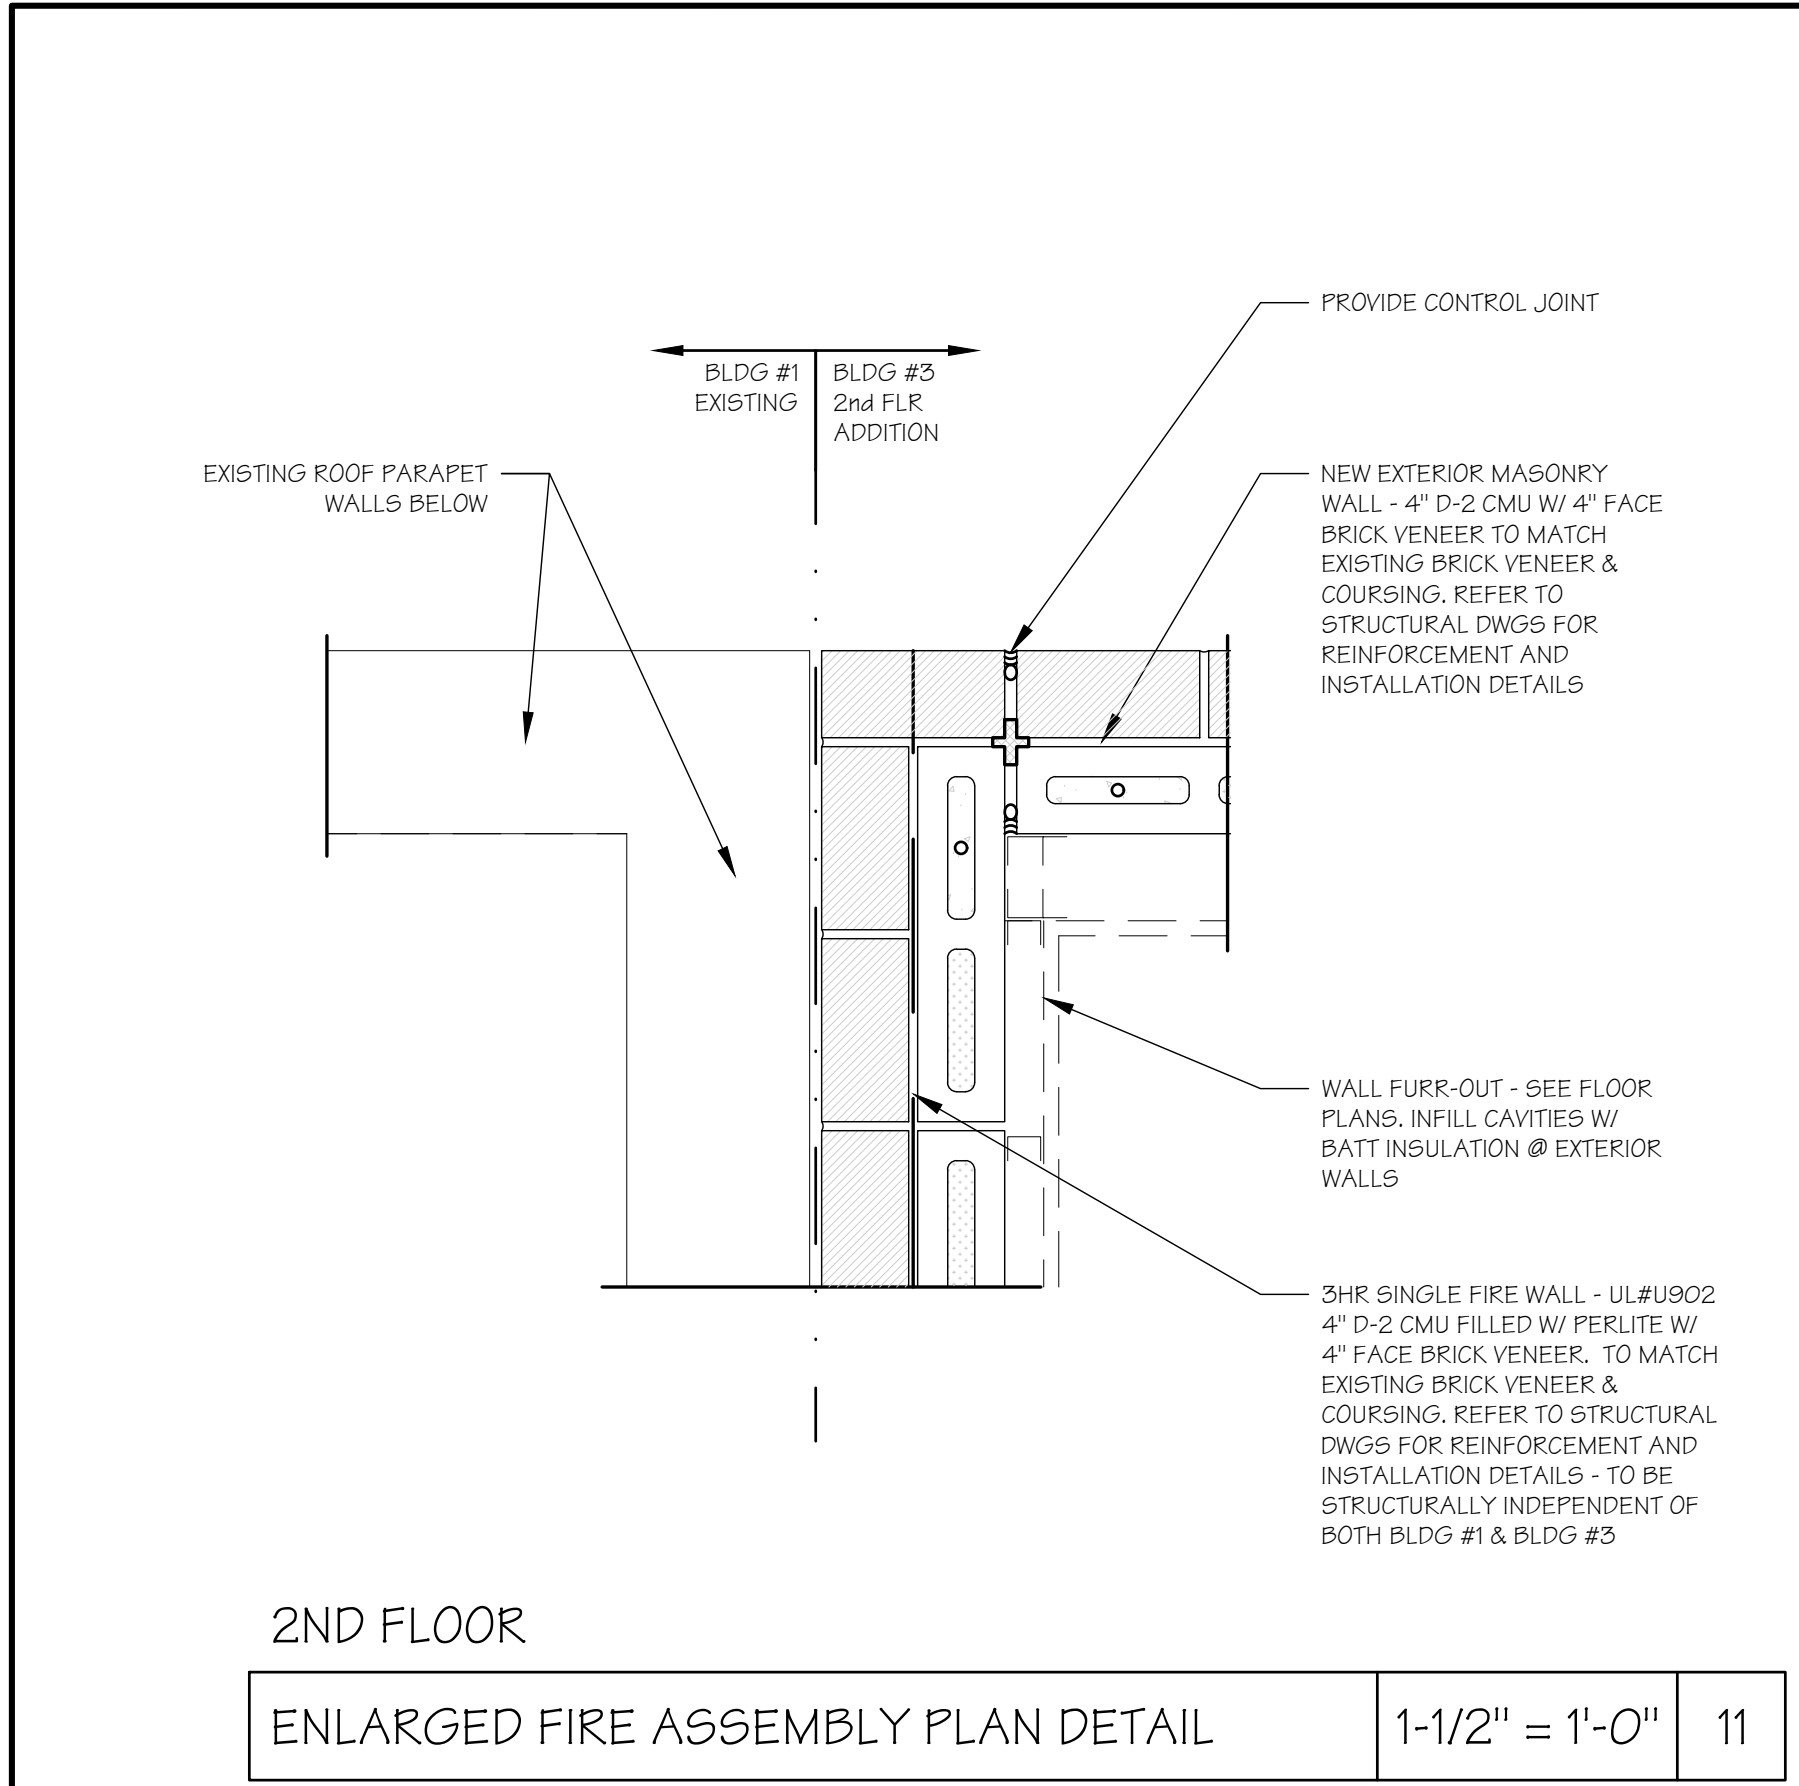 PROVIDE CONTROL JOINT
BLDG #1
EXISTING
BLDG #3
2nd FLR
ADDITION
EXISTING ROOF PARAPET
WALLS BELOW
NEW EXTERIOR MASONRY
WALL - 4" D-2 CMU W/ 4" FACE
BRICK VENEER TO MATCH
EXISTING BRICK VENEER &
COURSING. REFER TO
STRUCTURAL DWGS FOR
REINFORCEMENT AND
INSTALLATION DETAILS
WALL FURR-OUT - SEE FLOOR
PLANS. INFILL CAVITIES W/
BATT INSULATION @ EXTERIOR
WALLS
3HR SINGLE FIRE WALL - UL#U902
4" D-2 CMU FILLED W/ PERLITE W/
4" FACE BRICK VENEER. TO MATCH
EXISTING BRICK VENEER &
COURSING. REFER TO STRUCTURAL
DWGS FOR REINFORCEMENT AND
INSTALLATION DETAILS - TO BE
STRUCTURALLY INDEPENDENT OF
BOTH BLDG #1 & BLDG #3
2ND FLOOR
ENLARGED FIRE ASSEMBLY PLAN DETAIL
1-1/2" = 1'-0"
11